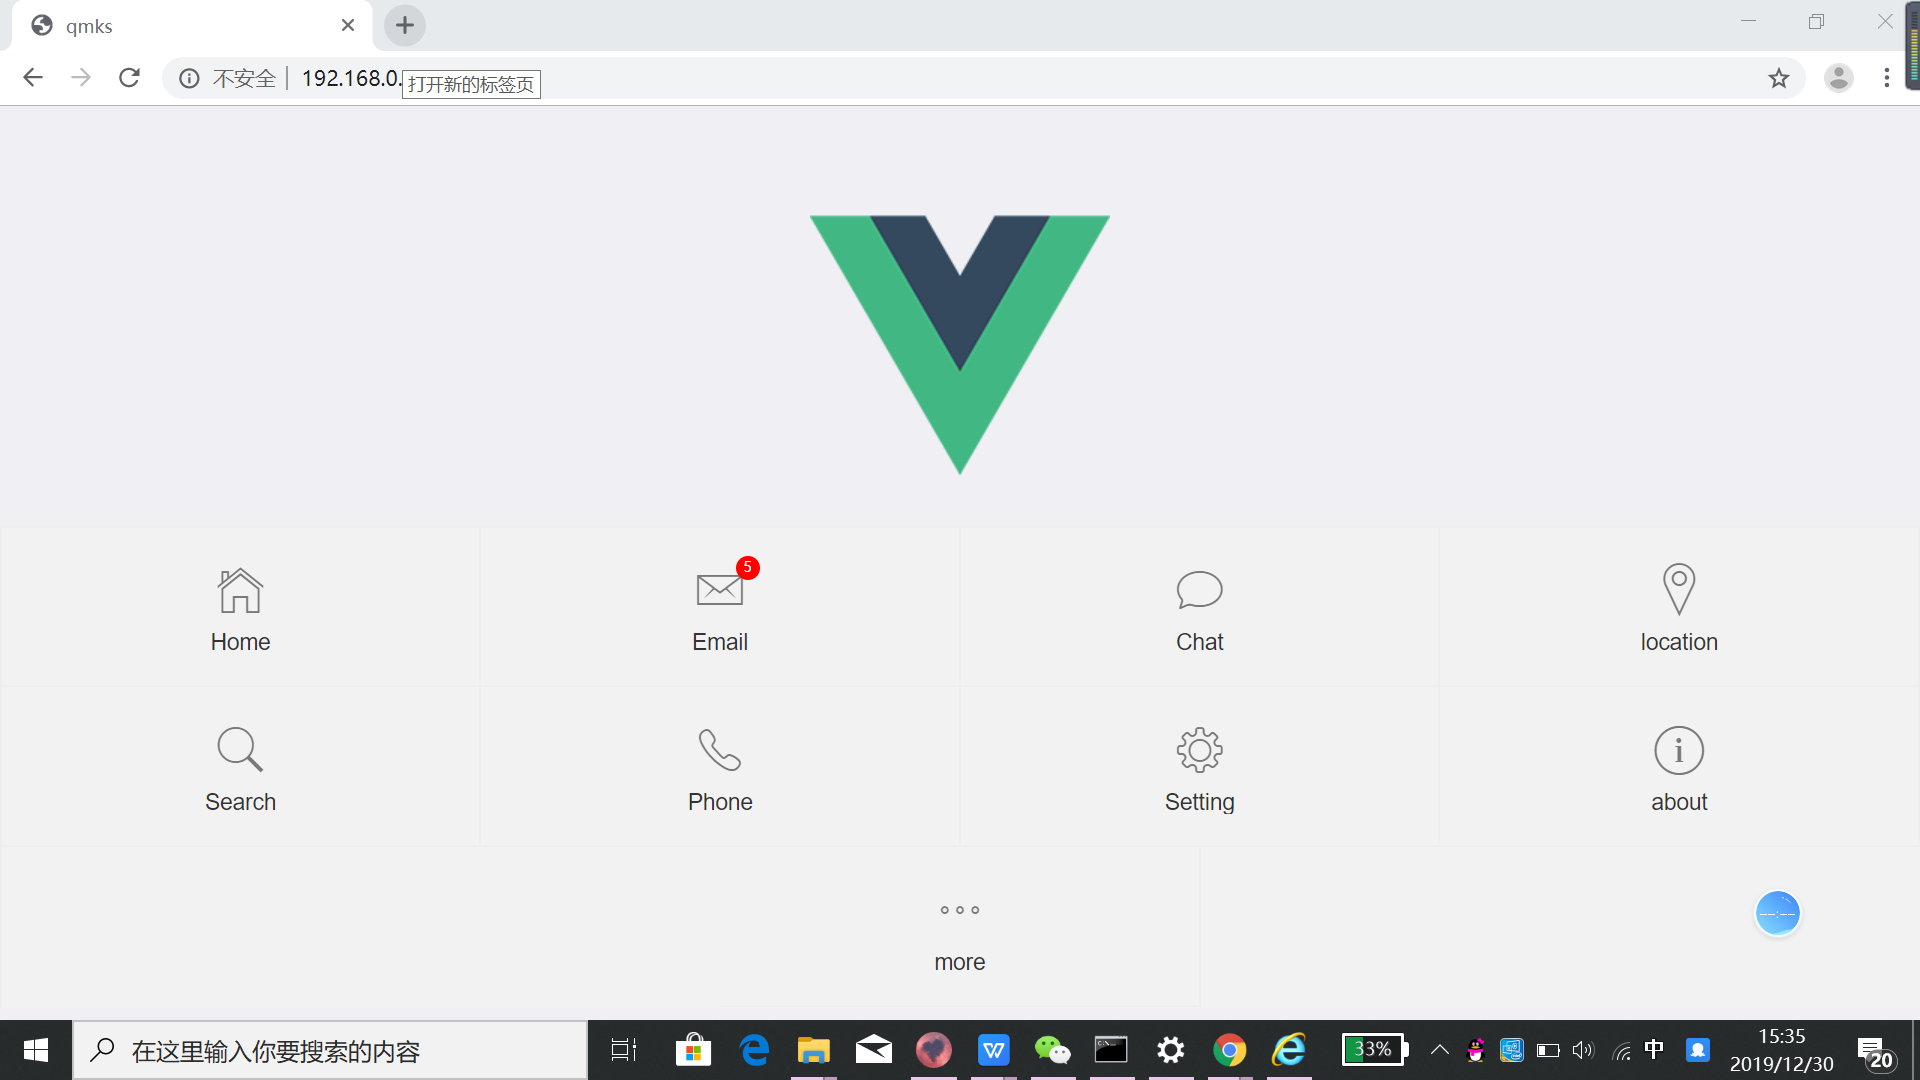 qmks
不安全
192.168.0.
打开新的标签页
5
Home
Email
Chat
location
Search
Phone
Setting
about
more
--:--
在这里输入你要搜索的内容
33%
中
15:35
2019/12/30
20